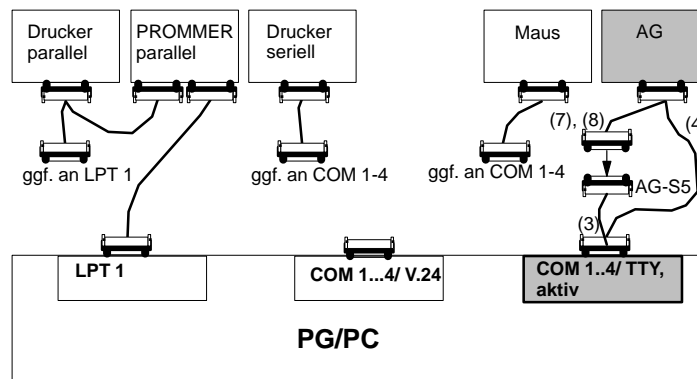 Drucker
parallel
PROMMER
parallel
Drucker
seriell
Maus
AG
(7), (8)
(4
ggf. an LPT 1
ggf. an COM 1-4
ggf. an COM 1-4
AG-S5
(3)
LPT 1
COM 1...4/ V.24
COM 1..4/ TTY,
aktiv
PG/PC